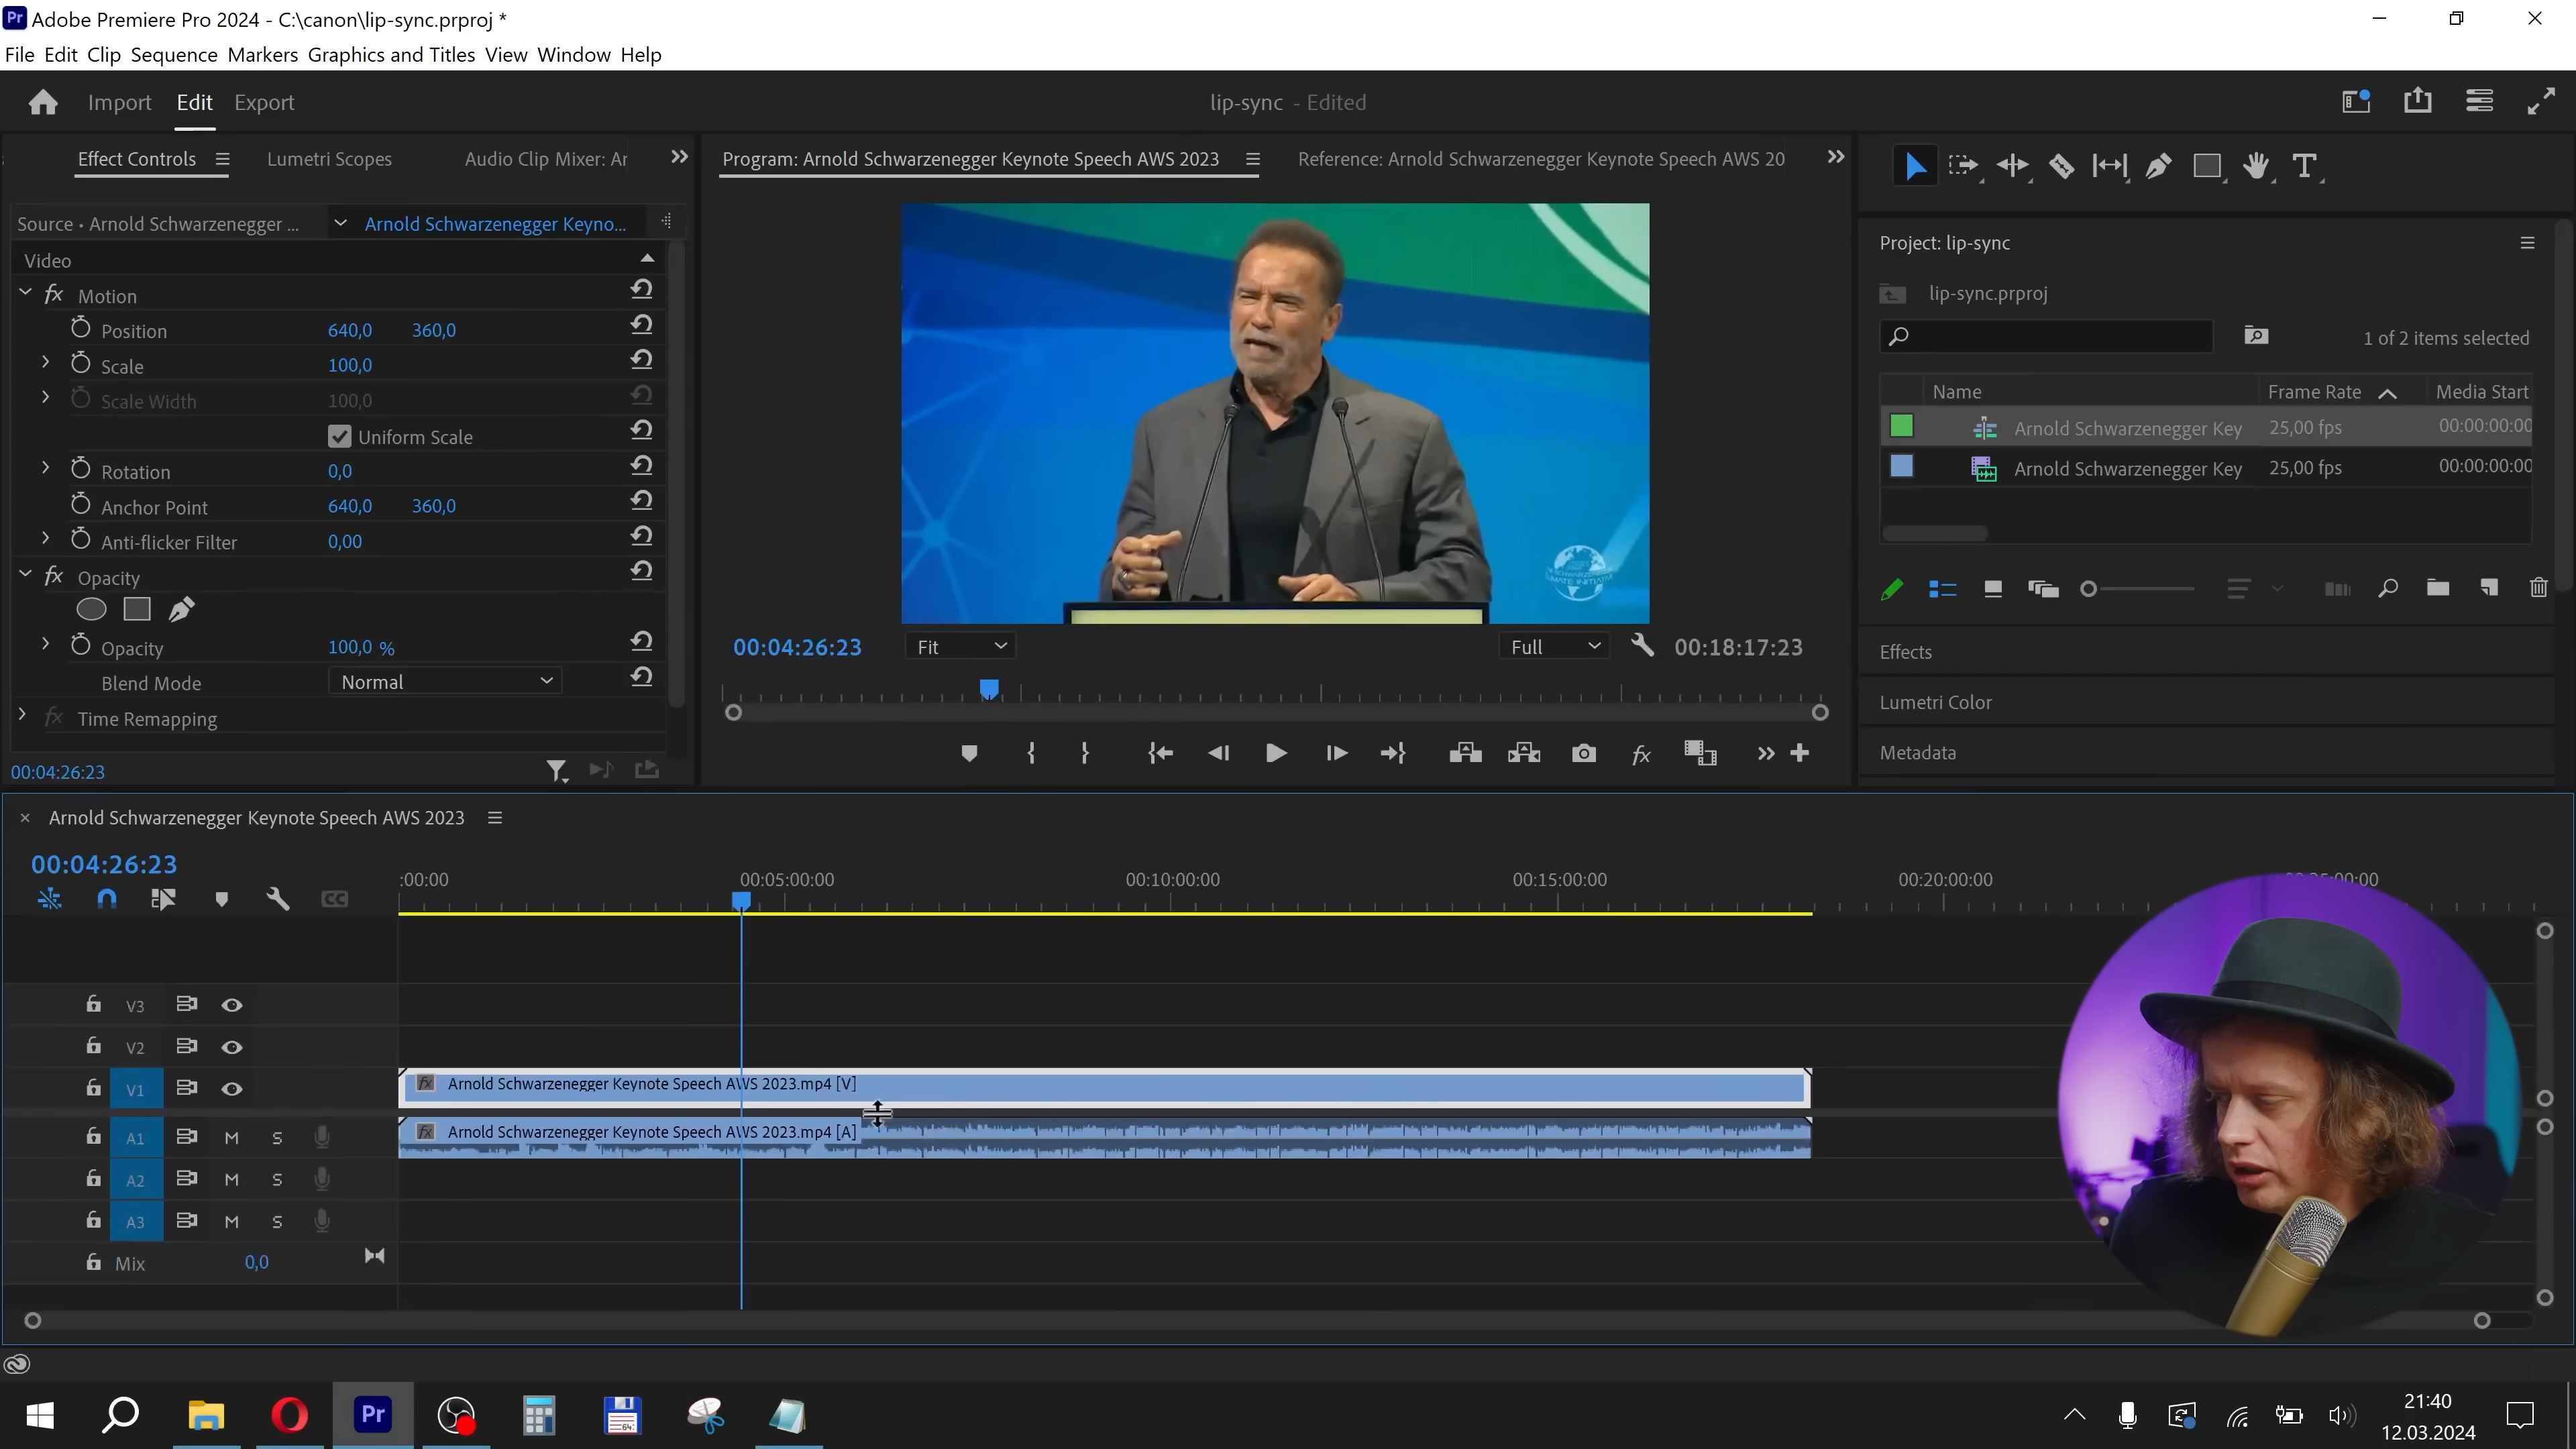 Pr Adobe Premiere Pro 2024 - C:\canon\lip-sync.prproj *
File Edit Clip Sequence Markers Graphics and Titles View Window Help
Import Edit Export
lip-sync - Edited
Effect Controls Lumetri Scopes Audio Clip Mixer: Ar
Program: Arnold Schwarzenegger Keynote Speech AWS 2023
Reference: Arnold Schwarzenegger Keynote Speech AWS 20
Source • Arnold Schwarzenegger ... Arnold Schwarzenegger Keyno...
Video
fx Motion
Position 640,0 360,0
Scale 100,0
Scale Width 100,0
Uniform Scale
Rotation 0,0
Anchor Point 640,0 360,0
Anti-flicker Filter 0,00
fx Opacity
Opacity 100,0 %
Blend Mode Normal
fx Time Remapping
00:04:26:23
00:04:26:23 Fit Full 00:18:17:23
fx
Project: lip-sync
lip-sync.prproj
1 of 2 items selected
Name Frame Rate Media Start
Arnold Schwarzenegger Key 25,00 fps 00:00:00:00
Arnold Schwarzenegger Key 25,00 fps 00:00:00:00
Effects
Lumetri Color
Metadata
× Arnold Schwarzenegger Keynote Speech AWS 2023
00:04:26:23
:00:00 00:05:00:00 00:10:00:00 00:15:00:00 00:20:00:00
CC
V3
V2
V1 fx Arnold Schwarzenegger Keynote Speech AWS 2023.mp4 [V]
A1 M S fx Arnold Schwarzenegger Keynote Speech AWS 2023.mp4 [A]
A2 M S
A3 M S
Mix 0,0
Pr
64
21:40
12.03.2024